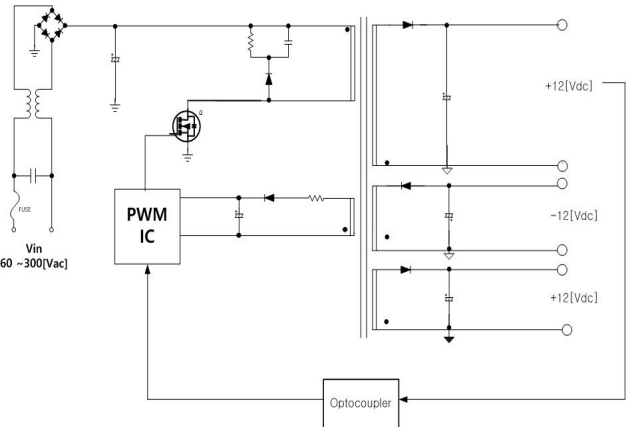 +12[Vdc]
FUSE
PWM
IC
-12[Vdc]
Vin
60 ~300[Vac]
+12[Vdc]
Optocoupler